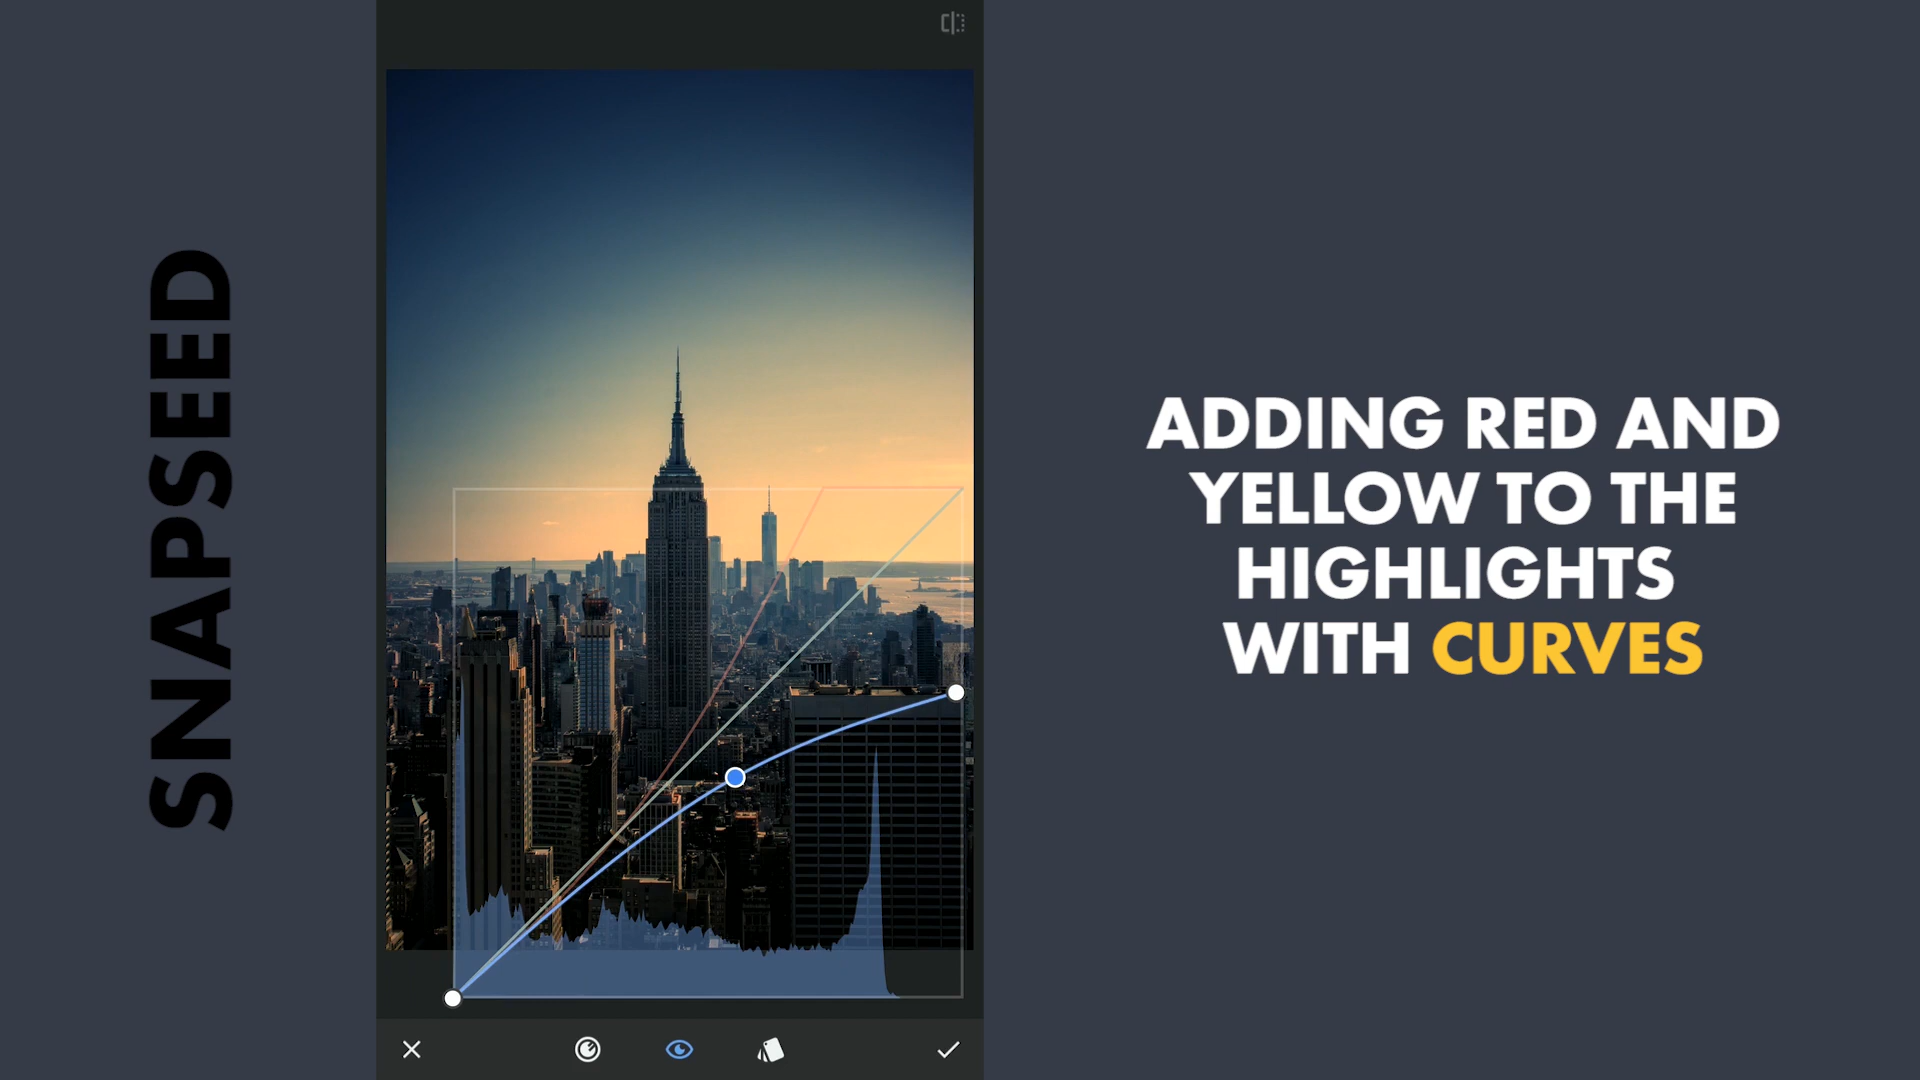 SNAPSEED
ADDING RED AND
YELLOW TO THE
HIGHLIGHTS
WITH CURVES